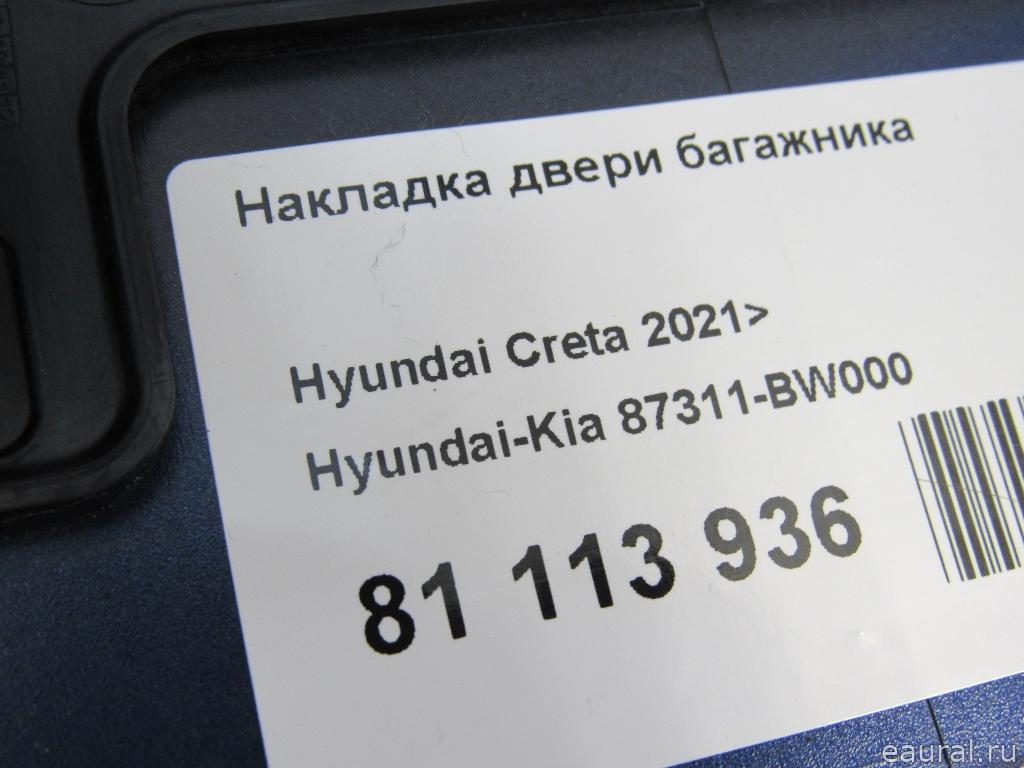 Накладка двери багажника
Hyundai Creta 2021>
Hyundai-Kia 87311-BW000
81 113 936
eaural.ru